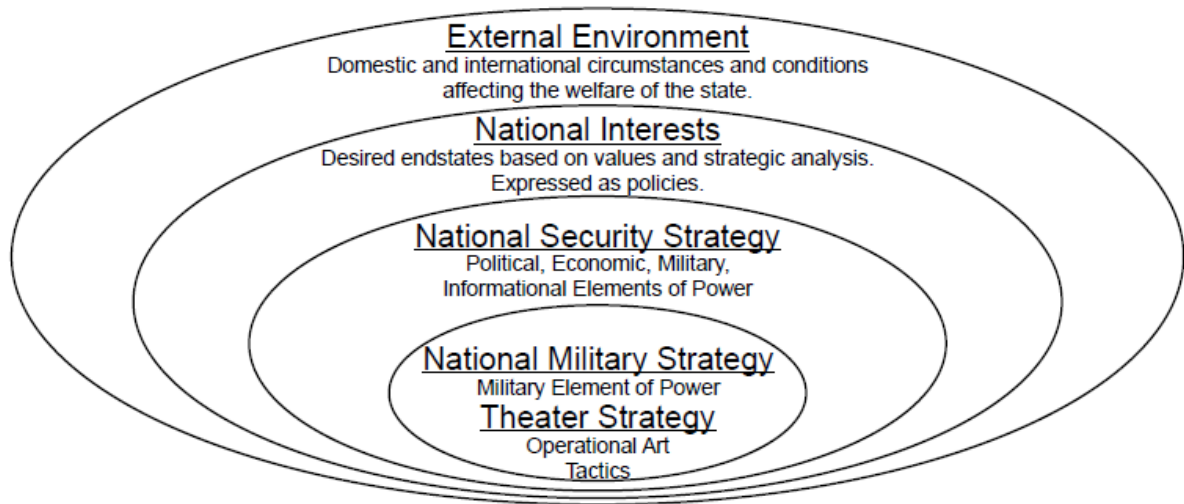 External Environment
Domestic and international circumstances and conditions
affecting the welfare of the state.
National Interests
Desired endstates based on values and strategic analysis.
Expressed as policies.
National Security Strategy
Political, Economic, Military,
Informational Elements of Power
National Military Strategy
Military Element of Power
Theater Strategy
Operational Art
Tactics